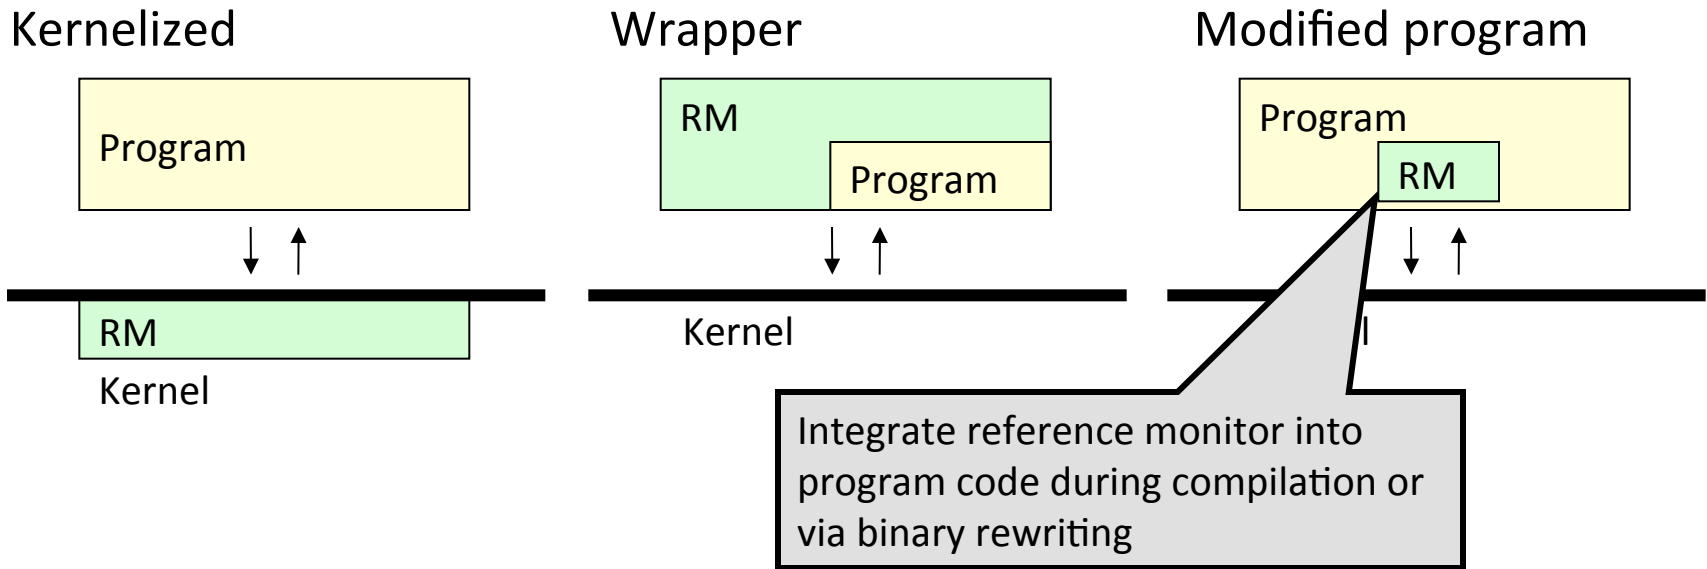 Kernelized
Program
RM
Kernel
Wrapper
RM
Program
Kernel
Modified program
Program
RM
l
Integrate reference monitor into
program code during compilation or
via binary rewriting